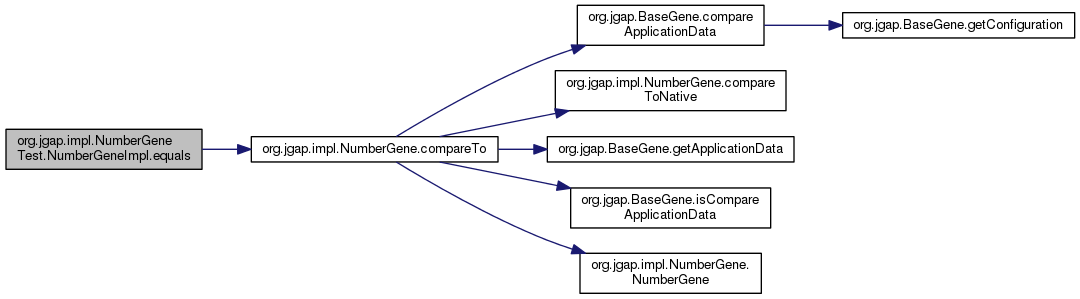 org.jgap.impl.NumberGene
Test.NumberGeneImpl.equals
org.jgap.impl.NumberGene.compareTo
org.jgap.BaseGene.compare
ApplicationData
org.jgap.BaseGene.getConfiguration
org.jgap.impl.NumberGene.compare
ToNative
org.jgap.BaseGene.getApplicationData
org.jgap.BaseGene.isCompare
ApplicationData
org.jgap.impl.NumberGene.
NumberGene